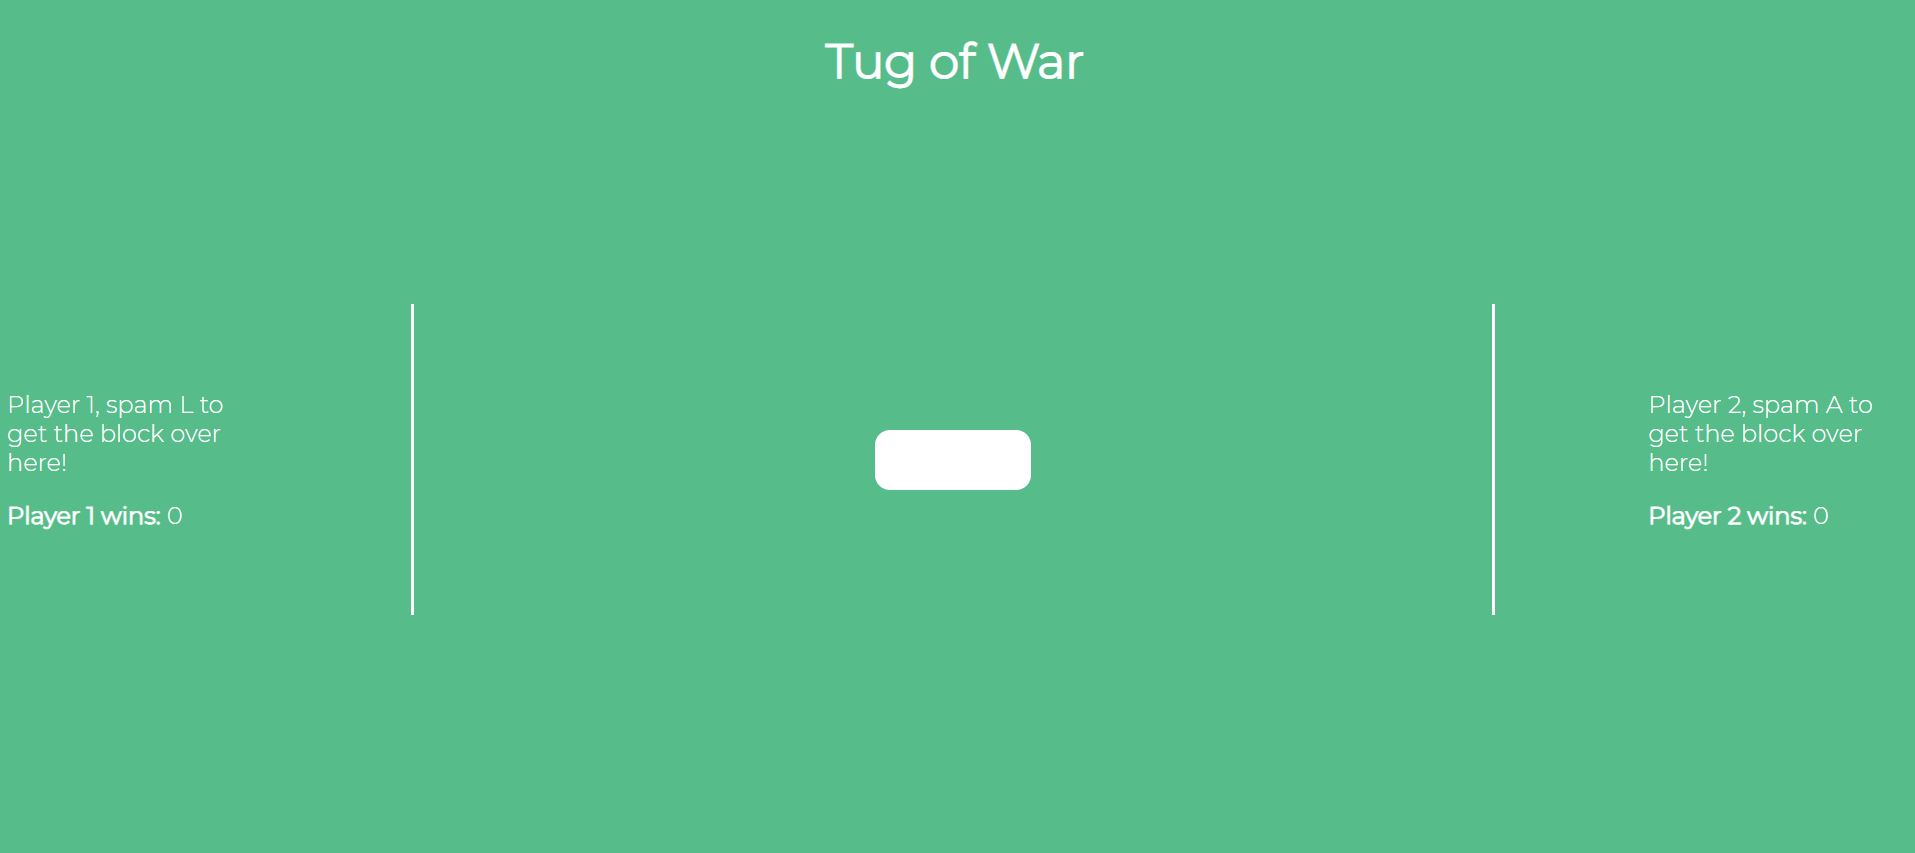 Tug of War
Player 1, spam L to
get the block over
here!
Player 1 wins: 0
Player 2, spam A to
get the block over
here!
Player 2 wins: 0